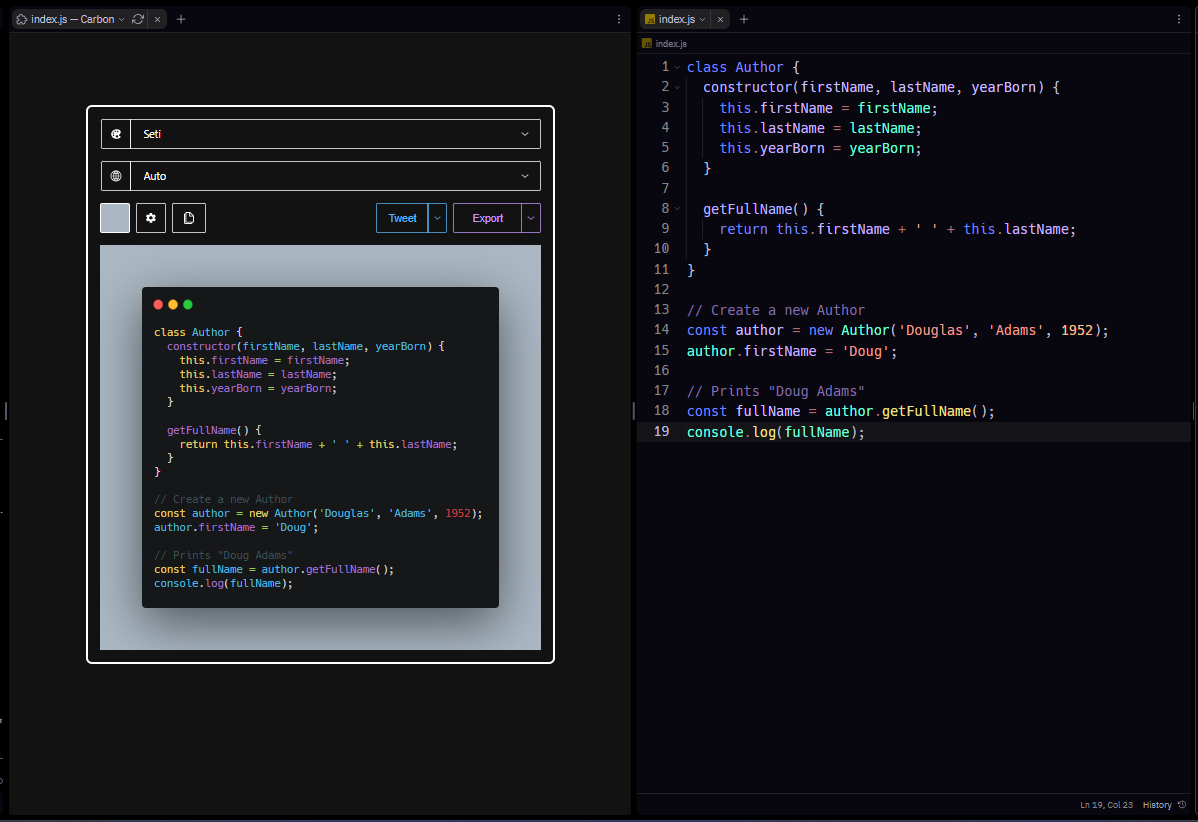 index.js — Carbon
Seti
Auto
Tweet
Export
class Author {
  constructor(firstName, lastName, yearBorn) {
    this.firstName = firstName;
    this.lastName = lastName;
    this.yearBorn = yearBorn;
  }

  getFullName() {
    return this.firstName + ' ' + this.lastName;
  }
}

// Create a new Author
const author = new Author('Douglas', 'Adams', 1952);
author.firstName = 'Doug';

// Prints "Doug Adams"
const fullName = author.getFullName();
console.log(fullName);
JS index.js
JS index.js
1 class Author {
2   constructor(firstName, lastName, yearBorn) {
3     this.firstName = firstName;
4     this.lastName = lastName;
5     this.yearBorn = yearBorn;
6   }
7
8   getFullName() {
9     return this.firstName + ' ' + this.lastName;
10   }
11 }
12
13 // Create a new Author
14 const author = new Author('Douglas', 'Adams', 1952);
15 author.firstName = 'Doug';
16
17 // Prints "Doug Adams"
18 const fullName = author.getFullName();
19 console.log(fullName);
Ln 19, Col 23 History